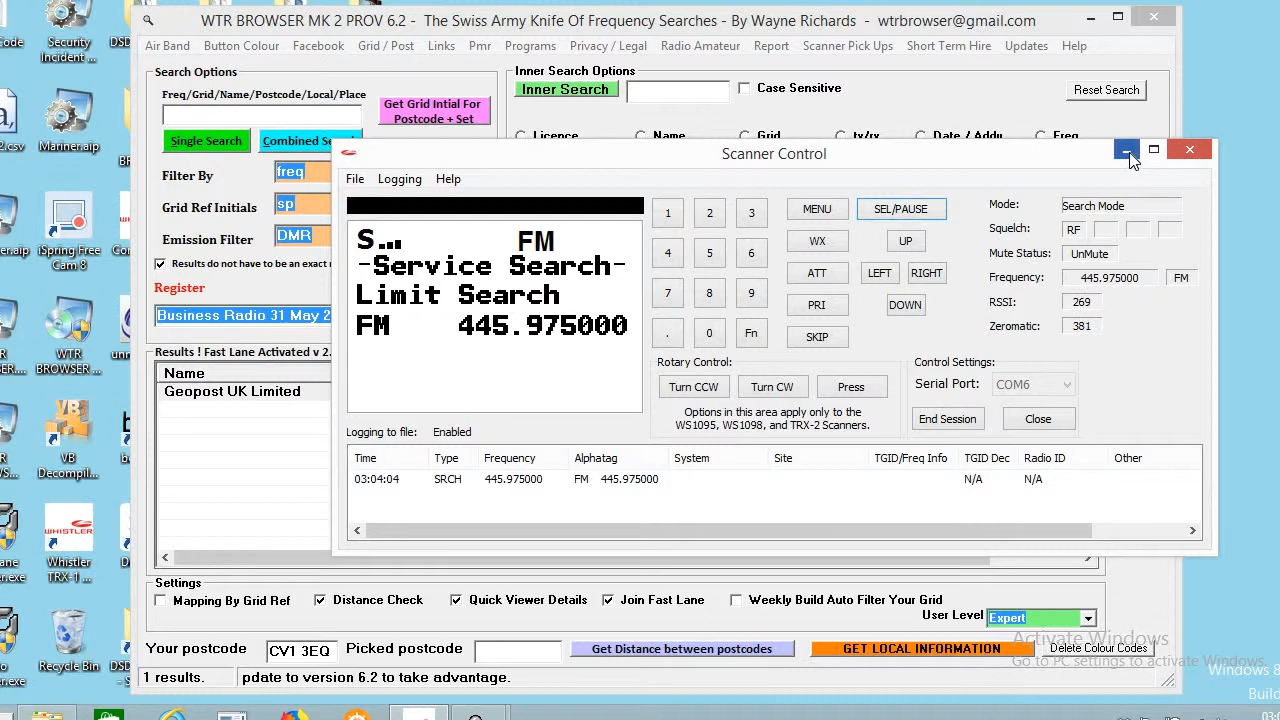 Code
Security
Incident ...
DSD
WTR BROWSER MK 2 PROV 6.2 - The Swiss Army Knife Of Frequency Searches - By Wayne Richards - wtrbrowser@gmail.com
Air Band Button Colour Facebook Grid / Post Links Pmr Programs Privacy / Legal Radio Amateur Report Scanner Pick Ups Short Term Hire Updates Help
Search Options
Inner Search Options
Freq/Grid/Name/Postcode/Local/Place
Get Grid Intial For
Postcode + Set
Inner Search
Case Sensitive
Reset Search
Single Search
Licence Name Grid tx/rx Date / Addu Freq
Filter By freq
Grid Ref Initials sp
Emission Filter DMR
Results do not have to be an exact
Register
Business Radio 31 May 2
Results ! Fast Lane Activated v 2.
Name
Geopost UK Limited
2.csv
Mariner.aip
iSpring Free
Cam 8
WTR
BROWSER ...
VB
Decompil...
WHISTLER
Whistler
TRX-1 ...
Recycle Bin
Scanner Control
File Logging Help
S... FM
-Service Search-
Limit Search
FM 445.975000
1 2 3
4 5 6
7 8 9
. 0 Fn
MENU
WX
ATT
PRI
SKIP
SEL/PAUSE
UP
LEFT RIGHT
DOWN
Mode: Search Mode
Squelch: RF
Mute Status: UnMute
Frequency: 445.975000 FM
RSSI: 269
Zeromatic: 381
Rotary Control:
Turn CCW Turn CW Press
Options in this area apply only to the
WS1095, WS1098, and TRX-2 Scanners.
Control Settings:
Serial Port: COM6
End Session Close
Logging to file: Enabled
Time Type Frequency Alphatag System Site TGID/Freq Info TGID Dec Radio ID Other
03:04:04 SRCH 445.975000 FM 445.975000 N/A N/A
Settings
Mapping By Grid Ref Distance Check Quick Viewer Details Join Fast Lane Weekly Build Auto Filter Your Grid
User Level Expert
Your postcode CV1 3EQ Picked postcode Get Distance between postcodes GET LOCAL INFORMATION Delete Colour Codes
1 results. pdate to version 6.2 to take advantage.
Activate Windows
Go to PC settings to activate Windows.
Windows 8
Build